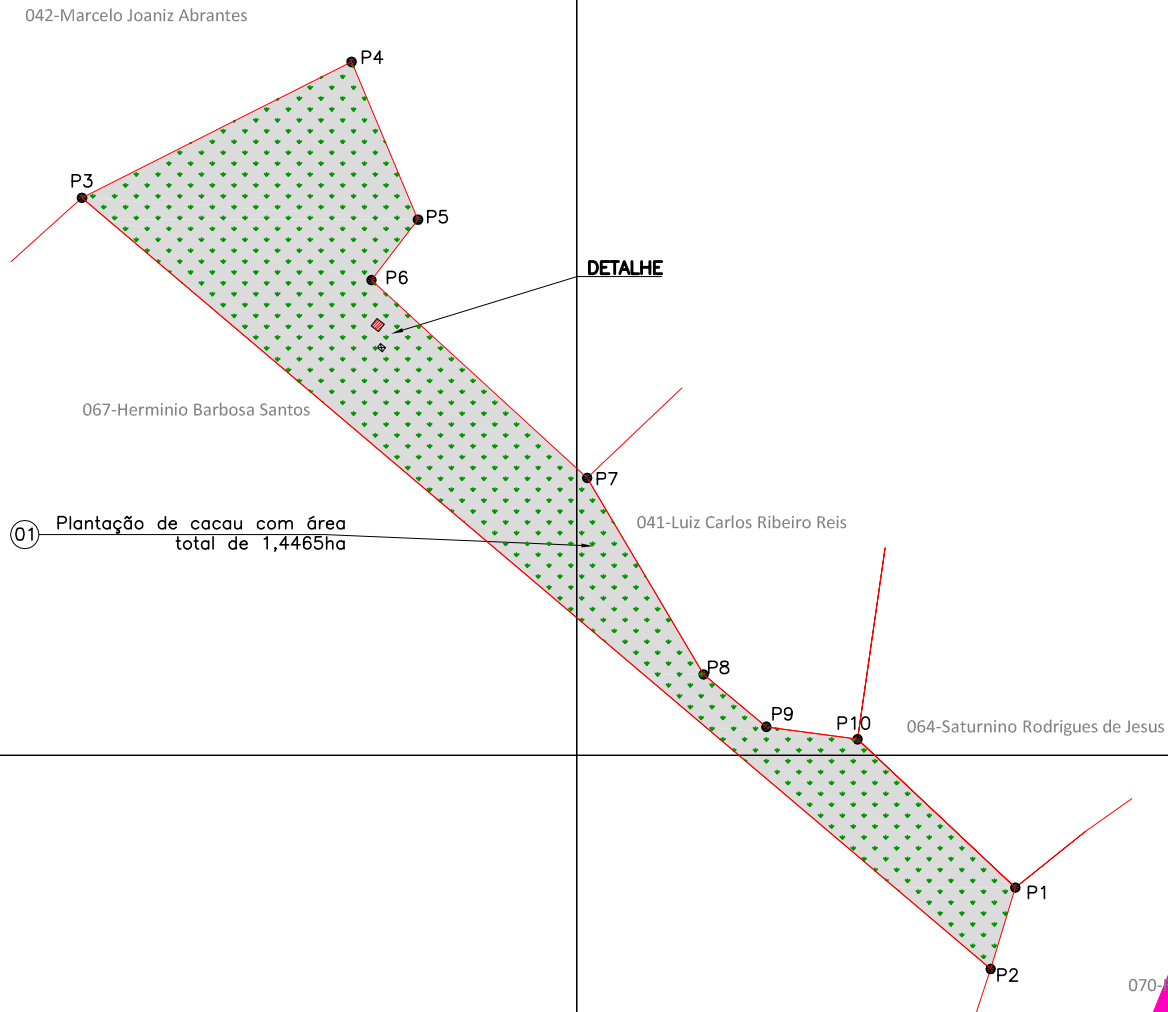 042-Marcelo Joaniz Abrantes
P4
P3
P5
DETALHE
P6
067-Herminio Barbosa Santos
P7
041-Luiz Carlos Ribeiro Reis
01
Plantação de cacau com área
total de 1,4465ha
P8
P9
P10
064-Saturnino Rodrigues de Jesus
P1
P2
070-